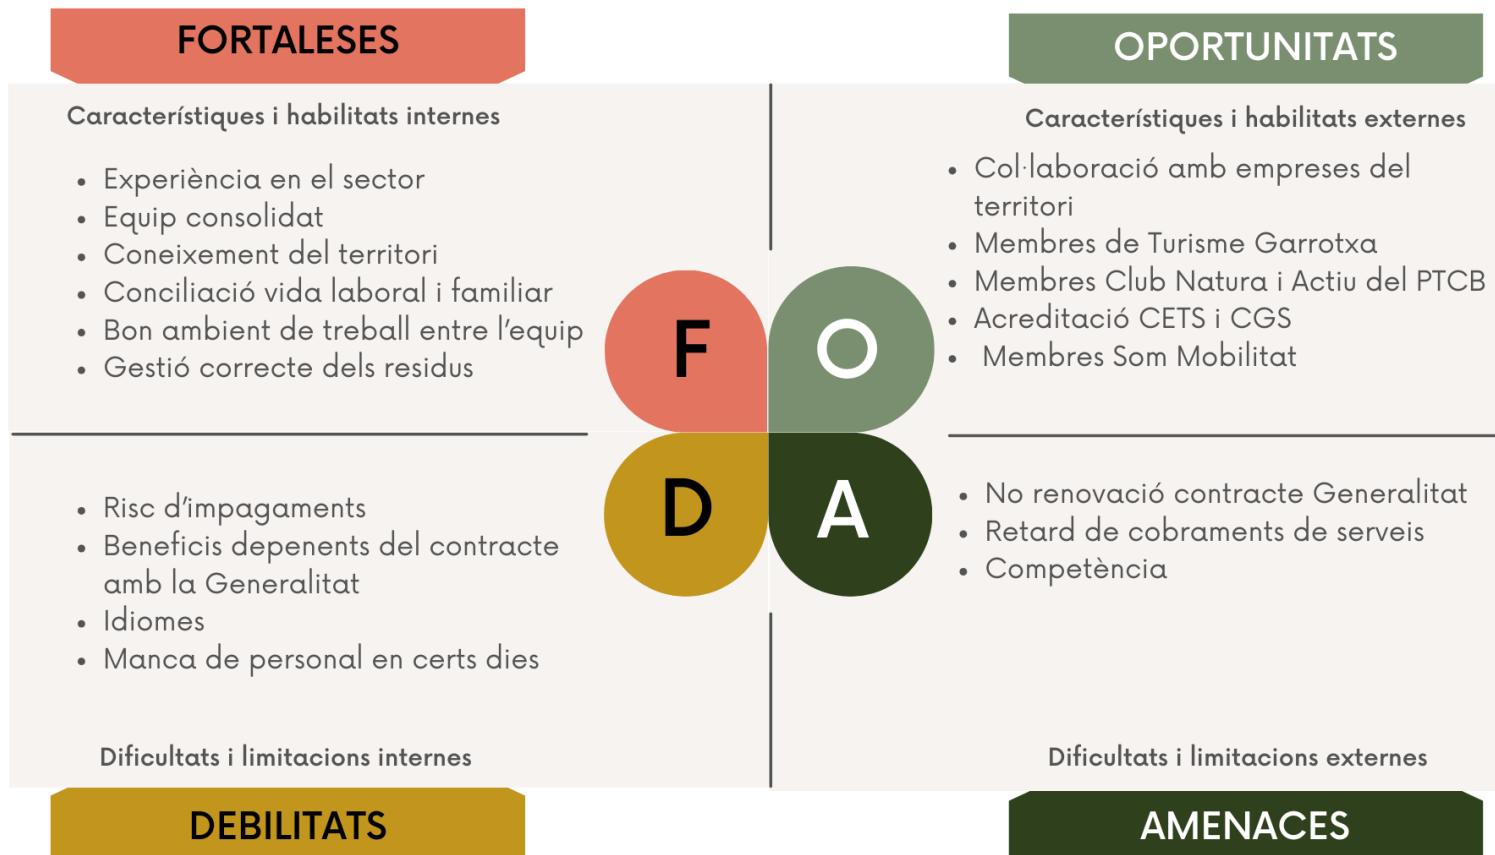 FORTALESES
Característiques i habilitats internes
• Experiència en el sector
• Equip consolidat
• Coneixement del territori
• Conciliació vida laboral i familiar
• Bon ambient de treball entre l'equip
• Gestió correcte dels residus
OPORTUNITATS
Característiques i habilitats externes
• Col·laboració amb empreses del
territori
• Membres de Turisme Garrotxa
• Membres Club Natura i Actiu del PTCB
• Acreditació CETS i CGS
• Membres Som Mobilitat
F
O
D
A
• Risc d'impagaments
• Beneficis depenents del contracte
amb la Generalitat
• Idiomes
• Manca de personal en certs dies
Dificultats i limitacions internes
DEBILITATS
• No renovació contracte Generalitat
• Retard de cobraments de serveis
• Competència
Dificultats i limitacions externes
AMENACES